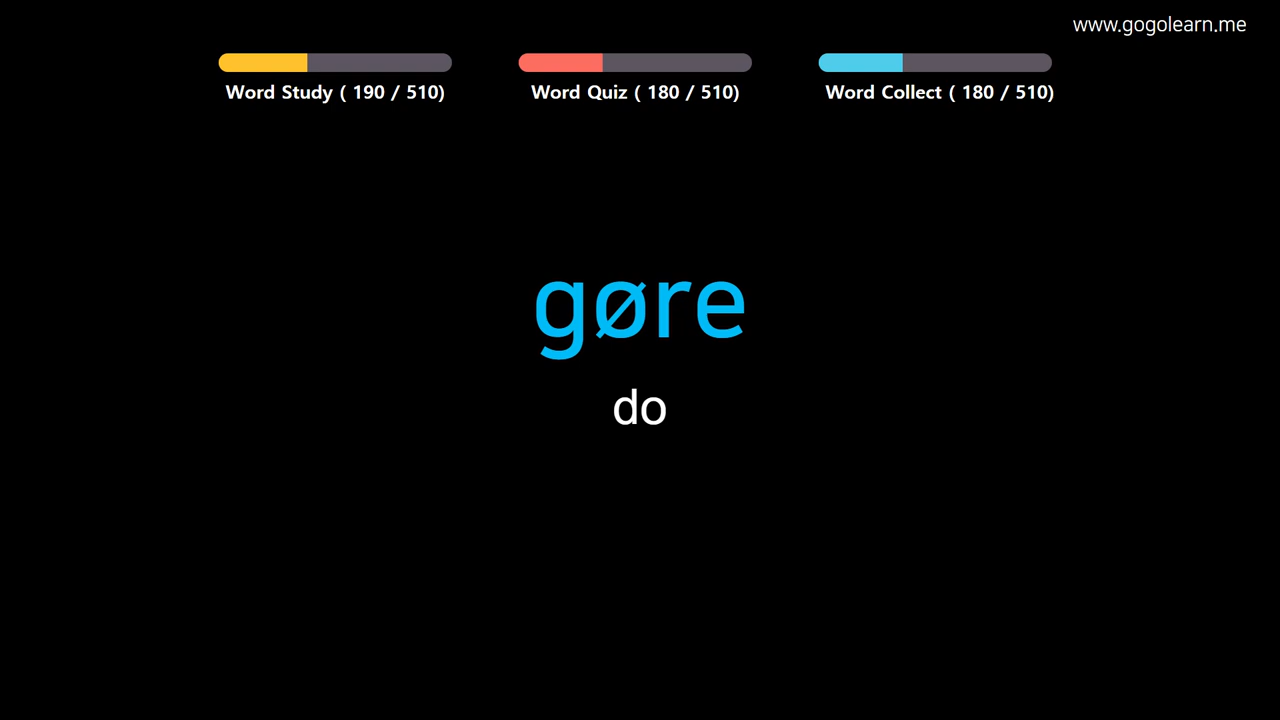 www.gogolearn.me
Word Study ( 190 / 510)
Word Quiz ( 180 / 510)
Word Collect ( 180 / 510)
gøre
do